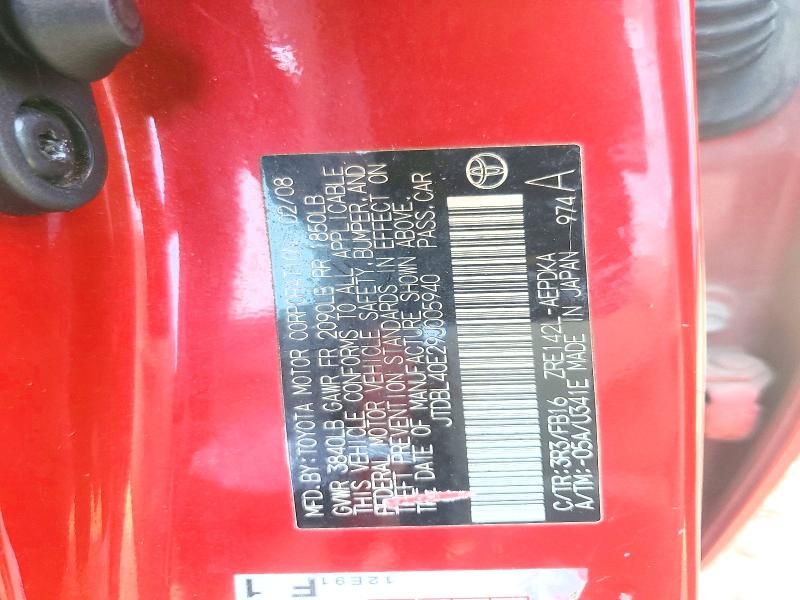 MFD.BY:TOYOTA MOTOR CORPORATION 02/08
GVWR 3840LB GAWR FR 2090LB RR 1850LB
THIS VEHICLE CONFORMS TO ALL APPLICABLE
FEDERAL MOTOR VEHICLE SAFETY,BUMPER,AND
THEFT PREVENTION STANDARDS IN EFFECT ON
THE DATE OF MANUFACTURE SHOWN ABOVE.
JTDBL40E29J005940 PASS.CAR
C/TR:3R3/FB16 ZRE142L-AEPDKA
A/TM:-05A/U341E MADE IN JAPAN 974 A
12E91